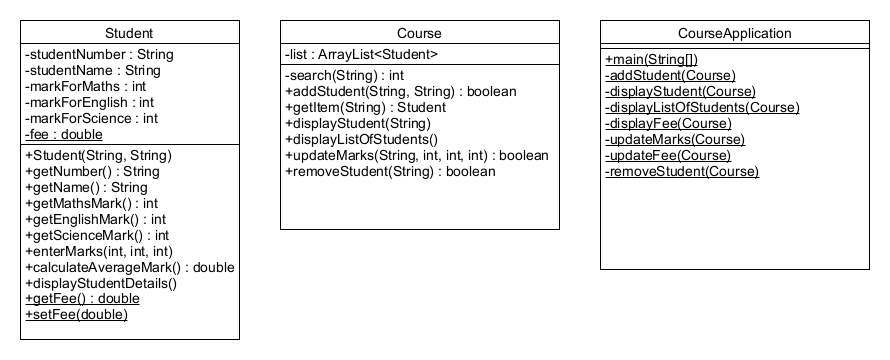 Student
-studentNumber : String
-studentName : String
-markForMaths : int
-markForEnglish : int
-markForScience : int
-fee : double
+Student(String, String)
+getNumber() : String
+getName() : String
+getMathsMark() : int
+getEnglishMark() : int
+getScienceMark() : int
+enterMarks(int, int, int)
+calculateAverageMark() : double
+displayStudentDetails()
+getFee() : double
+setFee(double)
Course
-list : ArrayList<Student>
-search(String) : int
+addStudent(String, String) : boolean
+getItem(String) : Student
+displayStudent(String)
+displayListOfStudents()
+updateMarks(String, int, int, int) : boolean
+removeStudent(String) : boolean
CourseApplication
+main(String[])
-addStudent(Course)
-displayStudent(Course)
-displayListOfStudents(Course)
-displayFee(Course)
-updateMarks(Course)
-updateFee(Course)
-removeStudent(Course)